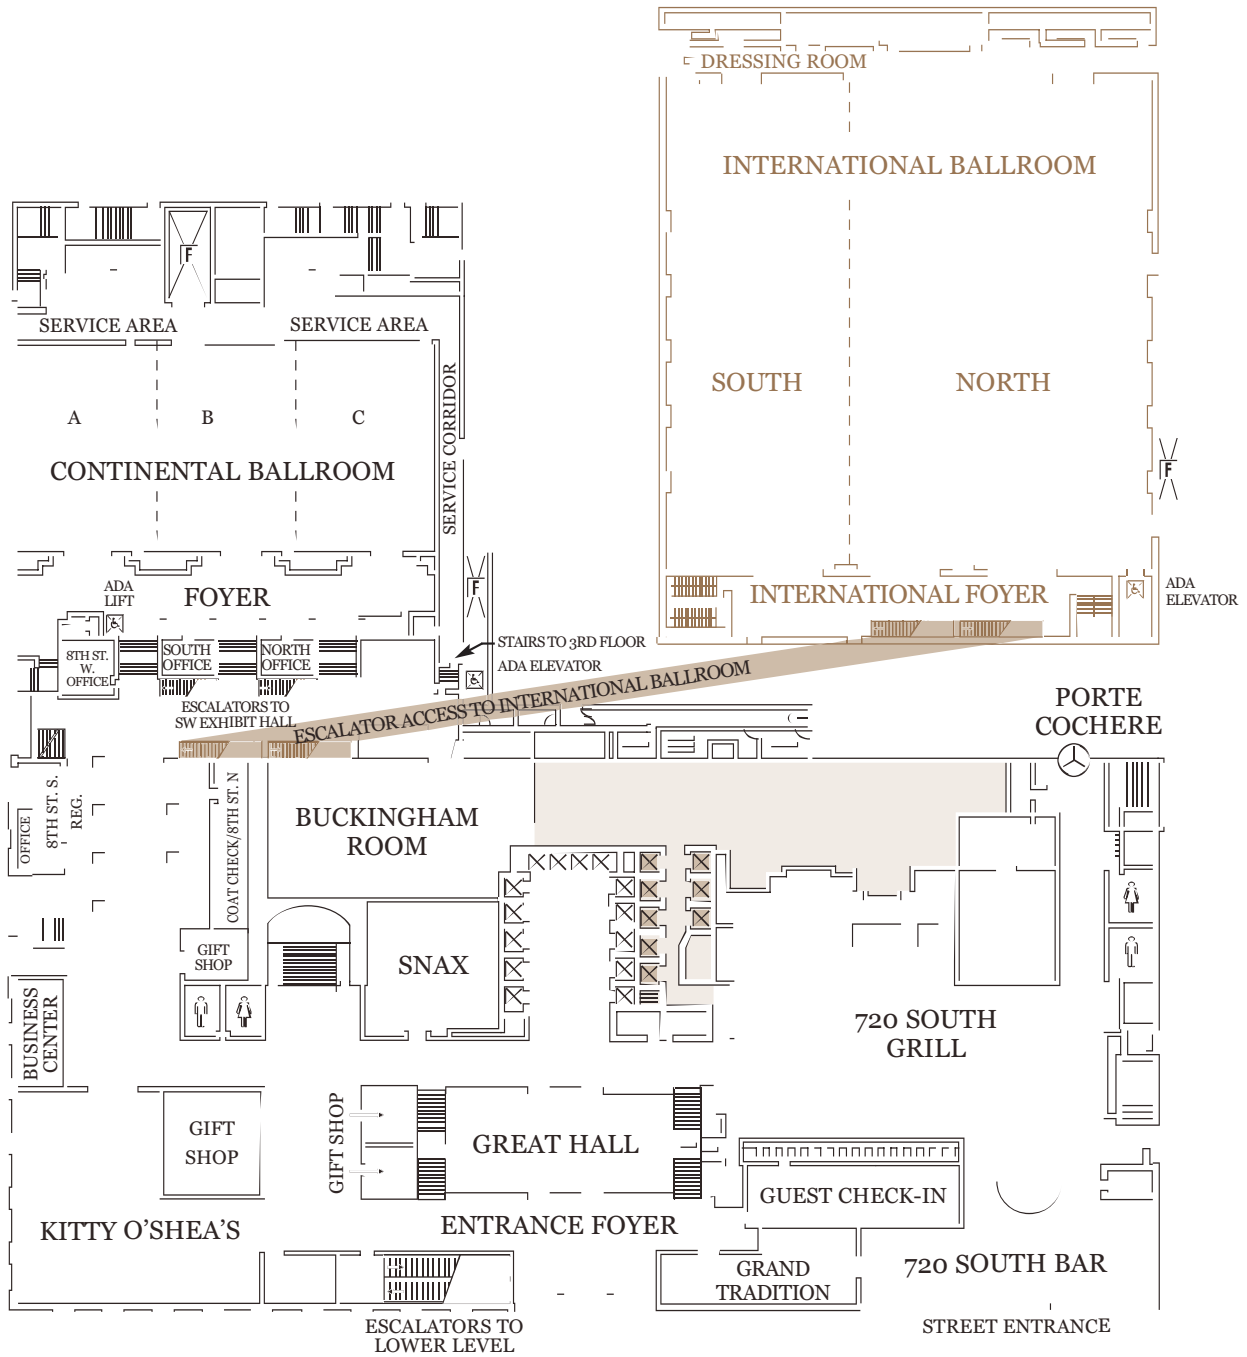 DRESSING ROOM
INTERNATIONAL BALLROOM
F
SERVICE AREA
SERVICE AREA
SOUTH
NORTH
A
B
C
SERVICE CORRIDOR
CONTINENTAL BALLROOM
F
F
ADA
LIFT
FOYER
INTERNATIONAL FOYER
ADA
ELEVATOR
8TH ST.
W.
OFFICE
SOUTH
OFFICE
NORTH
OFFICE
STAIRS TO 3RD FLOOR
ADA ELEVATOR
ESCALATORS TO
SW EXHIBIT HALL
ESCALATOR ACCESS TO INTERNATIONAL BALLROOM
PORTE
COCHERE
OFFICE
8TH ST. S.
REG.
COAT CHECK/8TH ST. N
BUCKINGHAM
ROOM
GIFT
SHOP
SNAX
BUSINESS
CENTER
720 SOUTH
GRILL
GIFT
SHOP
GIFT SHOP
GREAT HALL
GUEST CHECK-IN
KITTY O'SHEA'S
ENTRANCE FOYER
GRAND
TRADITION
720 SOUTH BAR
ESCALATORS TO
LOWER LEVEL
STREET ENTRANCE